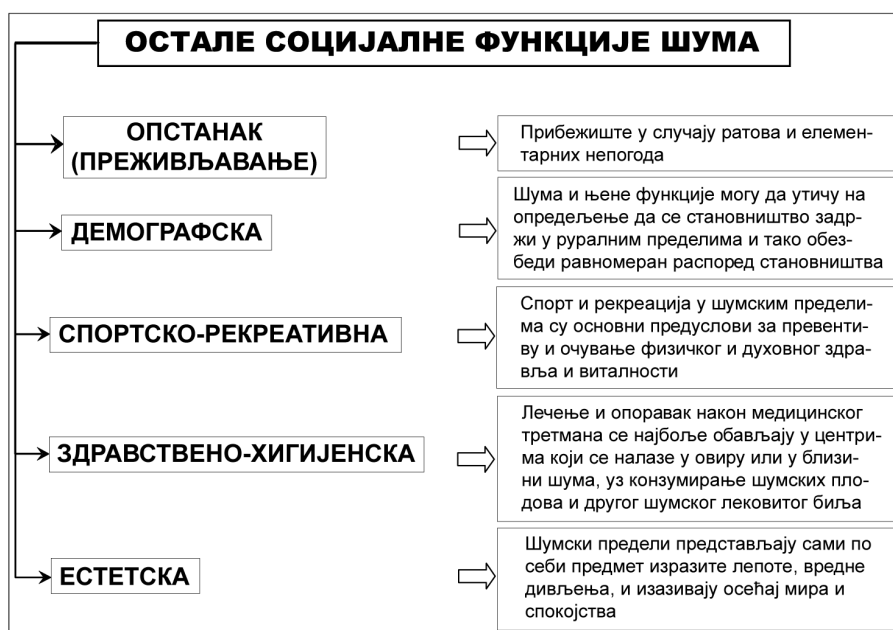 ОСТАЛЕ СОЦИЈАЛНЕ ФУНКЦИЈЕ ШУМА
ОПСТАНАК
(ПРЕЖИВЉАВАЊЕ)
Прибежиште у случају ратова и елемен-
тарних непогода
ДЕМОГРАФСКА
Шума и њене функције могу да утичу на
опредељење да се становништво задр-
жи у руралним пределима и тако обез-
беди равномеран распоред становништва
СПОРТСКО-РЕКРЕАТИВНА
Спорт и рекреација у шумским предели-
ма су основни предуслови за превенти-
ву и очување физичког и духовног здра-
вља и виталности
ЗДРАВСТВЕНО-ХИГИЈЕНСКА
Лечење и опоравак након медицинског
третмана се најбоље обављају у центри-
ма који се налазе у овиру или у близи-
ни шума, уз конзумирање шумских пло-
дова и другог шумског лековитог биља
ЕСТЕТСКА
Шумски предели представљају сами по
себи предмет изразите лепоте, вредне
дивљења, и изазивају осећај мира и
спокојства